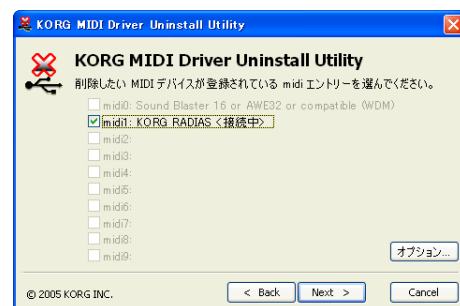 KORG MIDI Driver Uninstall Utility
KORG MIDI Driver Uninstall Utility
削除したい MIDI デバイスが登録されている midi エントリーを選んでください。
midi0: Sound Blaster 16 or AWE32 or compatible (WDM)
midi1: KORG RADIAS <接続中>
midi2:
midi3:
midi4:
midi5:
midi6:
midi7:
midi8:
midi9:
オプション...
© 2005 KORG INC.
< Back
Next >
Cancel